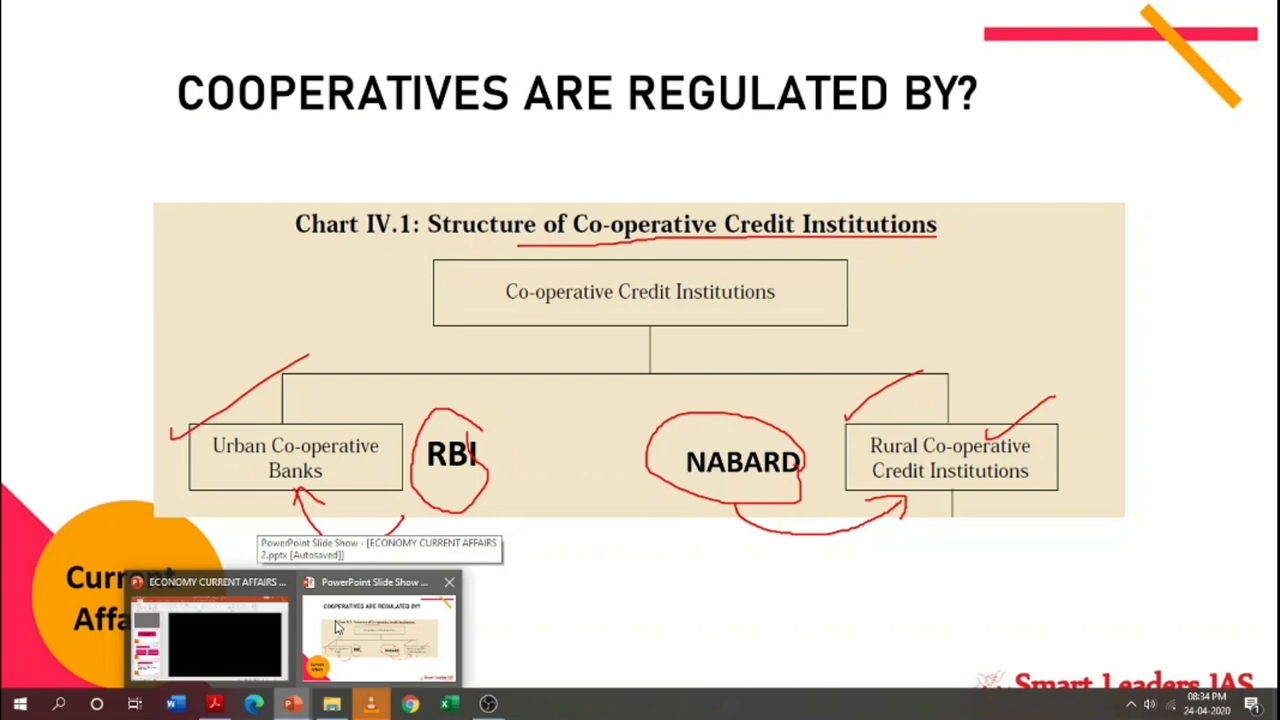 COOPERATIVES ARE REGULATED BY?
Chart IV.1: Structure of Co-operative Credit Institutions
Co-operative Credit Institutions
Urban Co-operative
Banks
RBI
NABARD
Rural Co-operative
Credit Institutions
PowerPoint Slide Show - [ECONOMY CURRENT AFFAIRS
2.pptx [Autosaved]]
ECONOMY CURRENT AFFAIRS ...
PowerPoint Slide Show ...
COOPERATIVES ARE REGULATED BY?
Current
Affa
Smart Leaders IAS
08:34 PM
24-04-2020